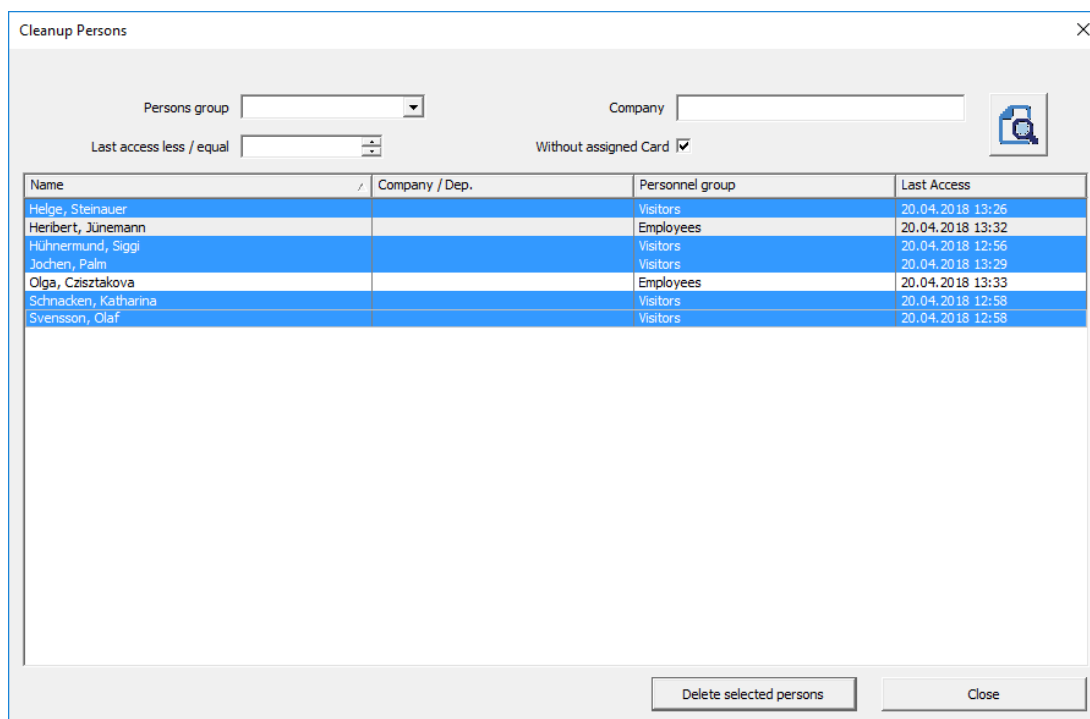 Cleanup Persons
Persons group Company
Last access less / equal Without assigned Card
Name Company / Dep. Personnel group Last Access
Helge, Steinauer Visitors 20.04.2018 13:26
Heribert, Jünemann Employees 20.04.2018 13:32
Hühnermund, Siggi Visitors 20.04.2018 12:56
Jochen, Palm Visitors 20.04.2018 13:29
Olga, Czisztakova Employees 20.04.2018 13:33
Schnacken, Katharina Visitors 20.04.2018 12:58
Svensson, Olaf Visitors 20.04.2018 12:58
Delete selected persons Close